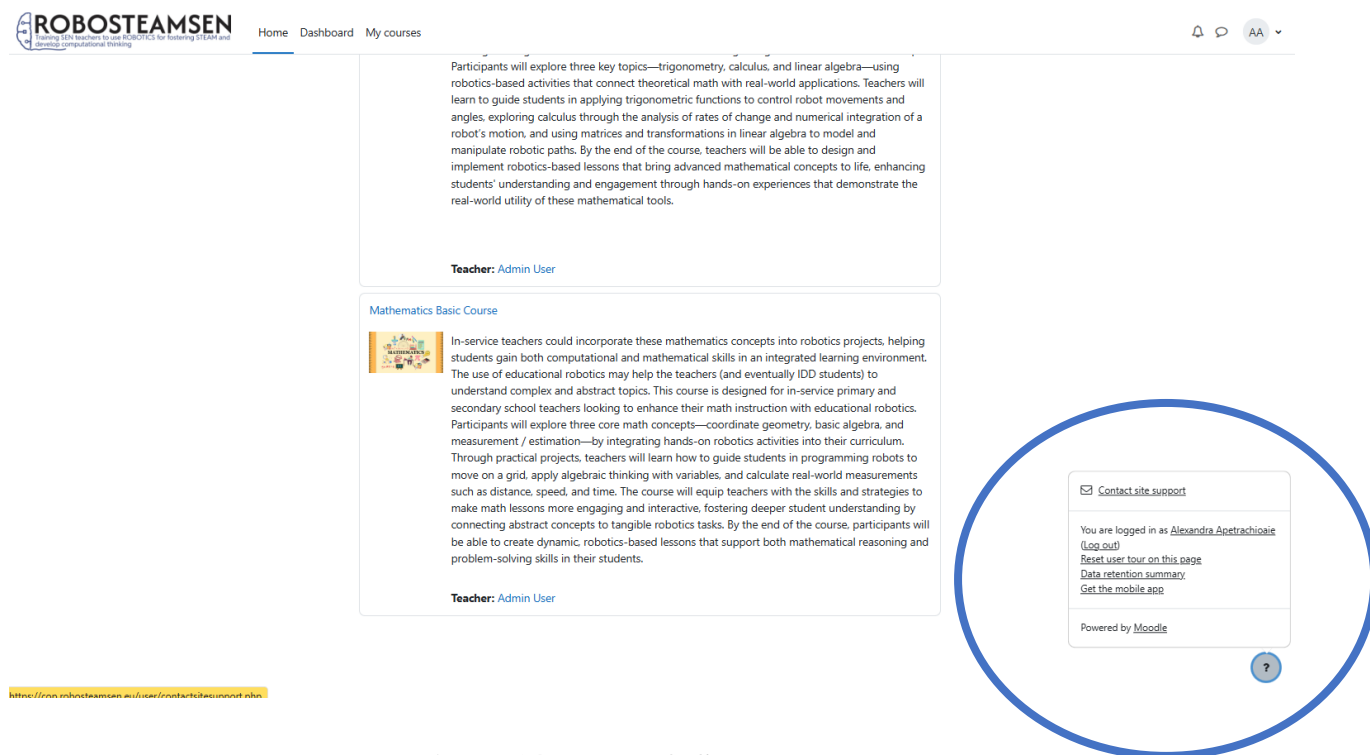 ROBOSTEAMSEN
Training SEN teachers to use ROBOTICS for fostering STEAM and
develop computational thinking
Home Dashboard My courses
AA
Participants will explore three key topics—trigonometry, calculus, and linear algebra—using
robotics-based activities that connect theoretical math with real-world applications. Teachers will
learn to guide students in applying trigonometric functions to control robot movements and
angles, exploring calculus through the analysis of rates of change and numerical integration of a
robot's motion, and using matrices and transformations in linear algebra to model and
manipulate robotic paths. By the end of the course, teachers will be able to design and
implement robotics-based lessons that bring advanced mathematical concepts to life, enhancing
students' understanding and engagement through hands-on experiences that demonstrate the
real-world utility of these mathematical tools.
Teacher: Admin User
Mathematics Basic Course
MATHEMATICS
In-service teachers could incorporate these mathematics concepts into robotics projects, helping
students gain both computational and mathematical skills in an integrated learning environment.
The use of educational robotics may help the teachers (and eventually IDD students) to
understand complex and abstract topics. This course is designed for in-service primary and
secondary school teachers looking to enhance their math instruction with educational robotics.
Participants will explore three core math concepts—coordinate geometry, basic algebra, and
measurement / estimation—by integrating hands-on robotics activities into their curriculum.
Through practical projects, teachers will learn how to guide students in programming robots to
move on a grid, apply algebraic thinking with variables, and calculate real-world measurements
such as distance, speed, and time. The course will equip teachers with the skills and strategies to
make math lessons more engaging and interactive, fostering deeper student understanding by
connecting abstract concepts to tangible robotics tasks. By the end of the course, participants will
be able to create dynamic, robotics-based lessons that support both mathematical reasoning and
problem-solving skills in their students.
Teacher: Admin User
Contact site support
You are logged in as Alexandra Apetrachioaie
(Log out)
Reset user tour on this page
Data retention summary
Get the mobile app
Powered by Moodle
?
https://cop.robosteamsen.eu/user/contactsitesupport.php